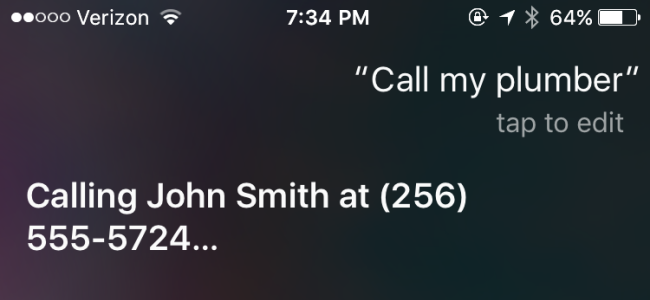 Verizon 7:34 PM 64%
“Call my plumber”
tap to edit
Calling John Smith at (256)
555-5724...